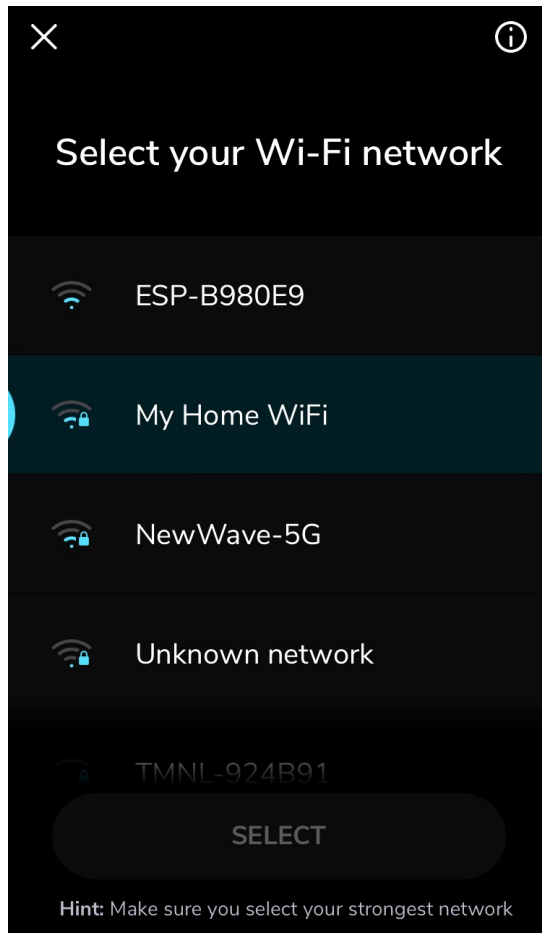 Select your Wi-Fi network
ESP-B980E9
My Home WiFi
NewWave-5G
Unknown network
TMNL-924B91
SELECT
Hint: Make sure you select your strongest network